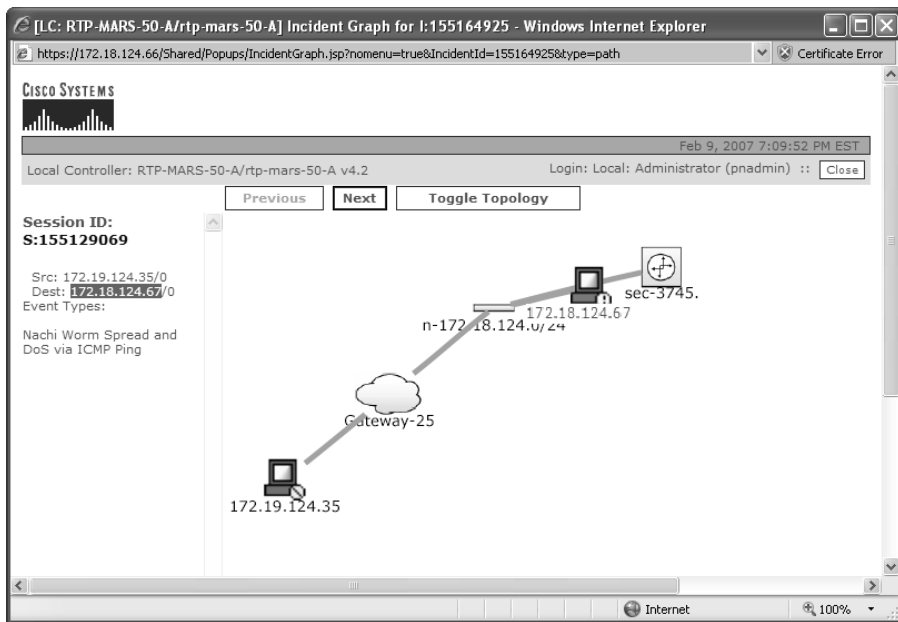 [LC: RTP-MARS-50-A/rtp-mars-50-A] Incident Graph for I:155164925 - Windows Internet Explorer
https://172.18.124.66/Shared/Popups/IncidentGraph.jsp?nomenu=true&IncidentId=155164925&type=path
Certificate Error
CISCO SYSTEMS
Feb 9, 2007 7:09:52 PM EST
Local Controller: RTP-MARS-50-A/rtp-mars-50-A v4.2
Login: Local: Administrator (pnadmin) :: Close
Previous Next Toggle Topology
Session ID:
S:155129069
Src: 172.19.124.35/0
Dest: 172.18.124.67/0
Event Types:
Nachi Worm Spread and
DoS via ICMP Ping
sec-3745.
172.18.124.67
n-172.18.124.0/24
Gateway-25
172.19.124.35
Internet
100%